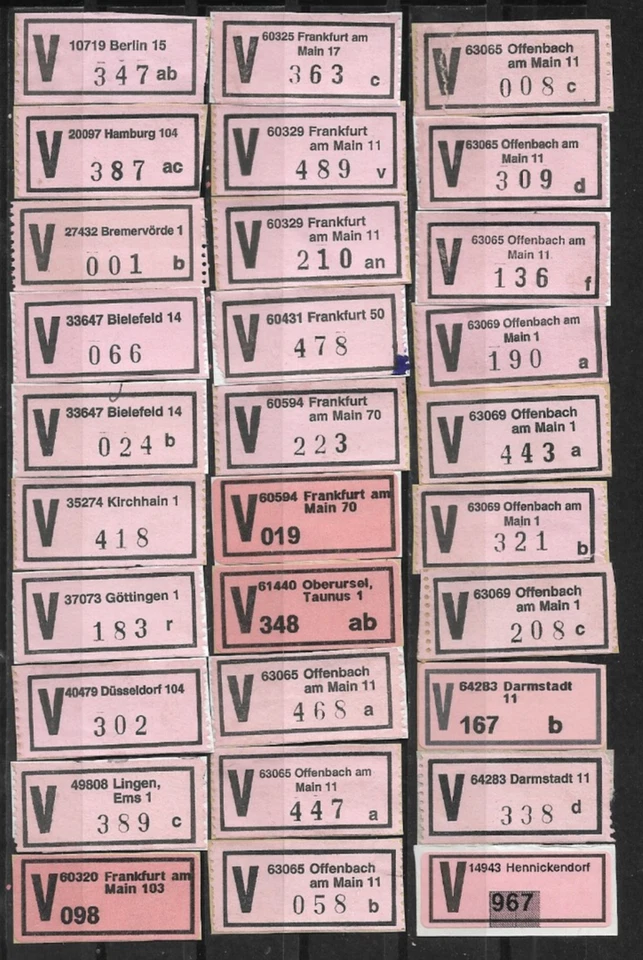 V 10719 Berlin 15
347 ab
V 20097 Hamburg 104
387 ac
V 27432 Bremervörde 1
001 b
V 33647 Bielefeld 14
066
V 33647 Bielefeld 14
024 b
V 35274 Kirchhain 1
418
V 37073 Göttingen 1
183 r
V 40479 Düsseldorf 104
302
V 49808 Lingen,
Ems 1
389 c
V 60320 Frankfurt am
Main 103
098
V 60325 Frankfurt am
Main 17
363 c
V 60329 Frankfurt
am Main 11
489 v
V 60329 Frankfurt
am Main 11
210 an
V 60431 Frankfurt 50
478
V 60594 Frankfurt
am Main 70
223
V 60594 Frankfurt am
Main 70
019
V 61440 Oberursel,
Taunus 1
348 ab
V 63065 Offenbach
am Main 11
468 a
V 63065 Offenbach am
Main 11
447 a
V 63065 Offenbach
am Main 11
058 b
V 63065 Offenbach
am Main 11
008 c
V 63065 Offenbach am
Main 11
309 d
V 63065 Offenbach am
Main 11
136 f
V 63069 Offenbach am
Main 1
190 a
V 63069 Offenbach
am Main 1
443 a
V 63069 Offenbach am
Main 1
321 b
V 63069 Offenbach
am Main 1
208 c
V 64283 Darmstadt
11
167 b
V 64283 Darmstadt 11
338 d
V 14943 Hennickendorf
967